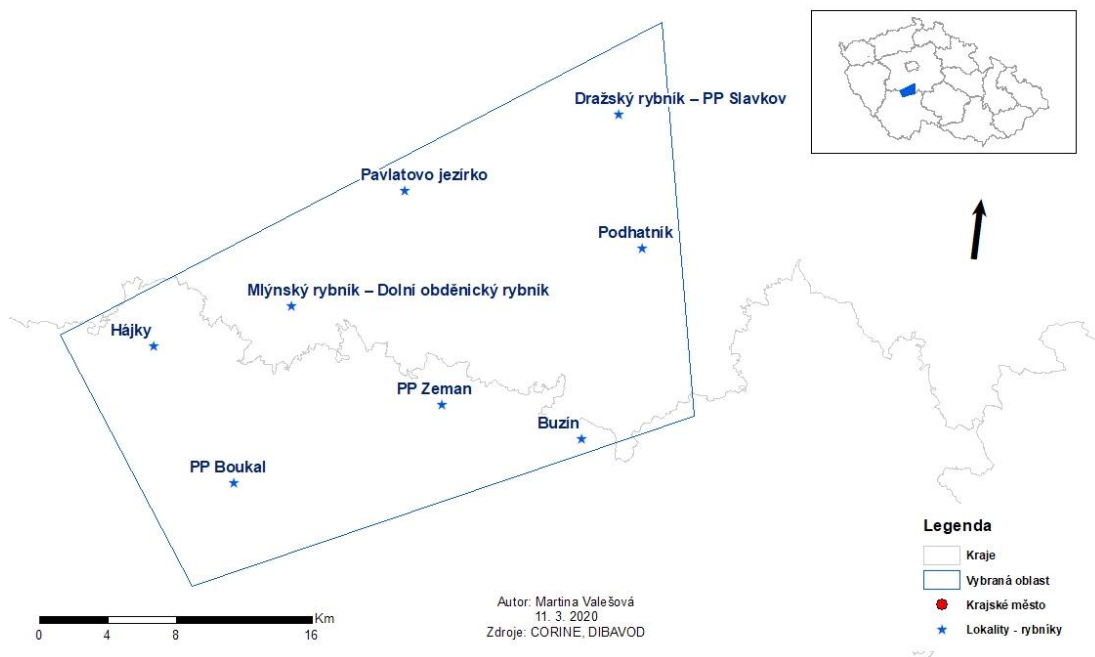 Dražský rybník – PP Slavkov
Pavlatovo jezírko
Podhatník
Mlýnský rybník – Dolní obděnický rybník
Hájky
PP Zeman
Buzín
PP Boukal
Legenda
Kraje
Vybraná oblast
Krajské město
Lokality - rybníky
Autor: Martina Valešová
11. 3. 2020
Zdroje: CORINE, DIBAVOD
Km
0 4 8 16